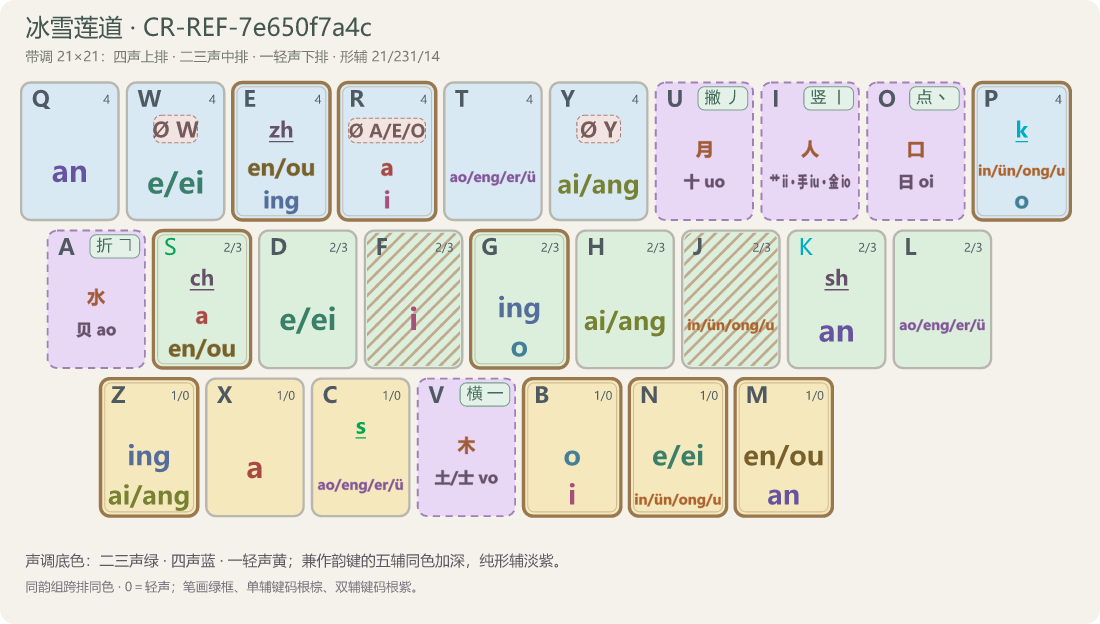 冰雪莲道 · CR-REF-7e650f7a4c
带调 21×21：四声上排 · 二三声中排 · 一轻声下排 · 形辅 21/231/14
Q 4
an
W 4
Ø W
e/ei
E 4
zh
en/ou
ing
R 4
Ø A/E/O
a
i
T 4
ao/eng/er/ü
Y 4
Ø Y
ai/ang
U 撇丿
月
十 uo
I 竖丨
人
艹 ii·手 iu·金 io
O 点丶
口
日 oi
P 4
k
in/ün/ong/u
o
A 折㇕
水
贝 ao
S 2/3
ch
a
en/ou
D 2/3
e/ei
F 2/3
i
G 2/3
ing
o
H 2/3
ai/ang
J 2/3
in/ün/ong/u
K 2/3
sh
an
L 2/3
ao/eng/er/ü
Z 1/0
ing
ai/ang
X 1/0
a
C 1/0
s
ao/eng/er/ü
V 横一
木
土/士 vo
B 1/0
o
i
N 1/0
e/ei
in/ün/ong/u
M 1/0
en/ou
an
声调底色：二三声绿 · 四声蓝 · 一轻声黄；兼作韵键的五辅同色加深，纯形辅淡紫。
同韵组跨排同色 · 0＝轻声；笔画绿框、单辅键码根棕、双辅键码根紫。